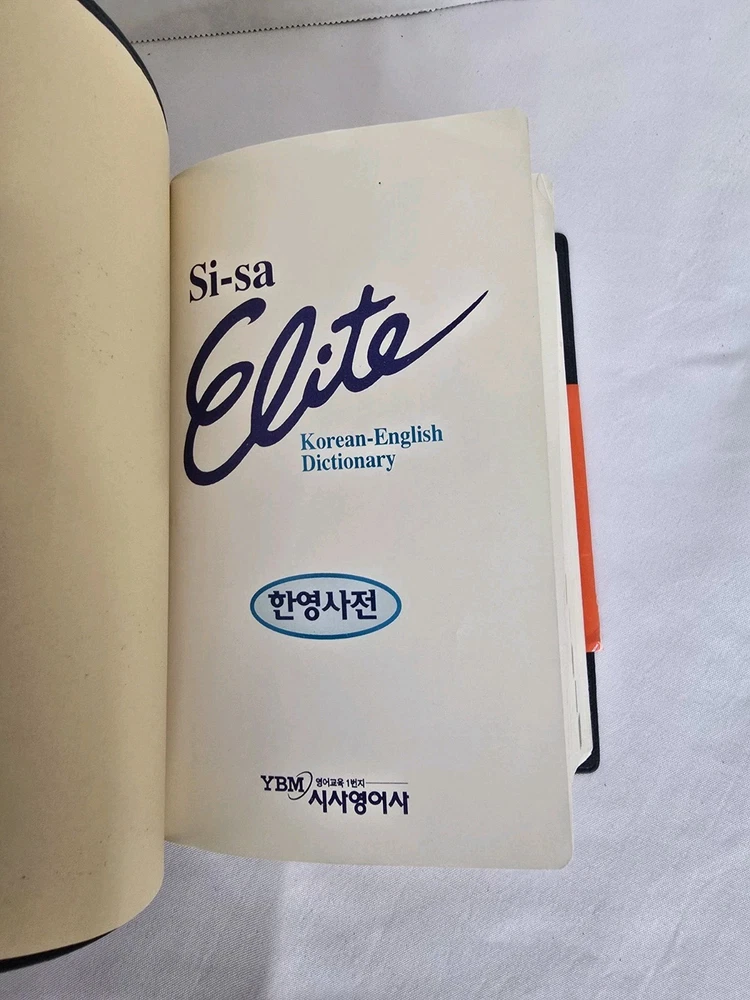 Si-sa
Elite
Korean-English
Dictionary
한영사전
YBM 영어교육 1번지
시사영어사